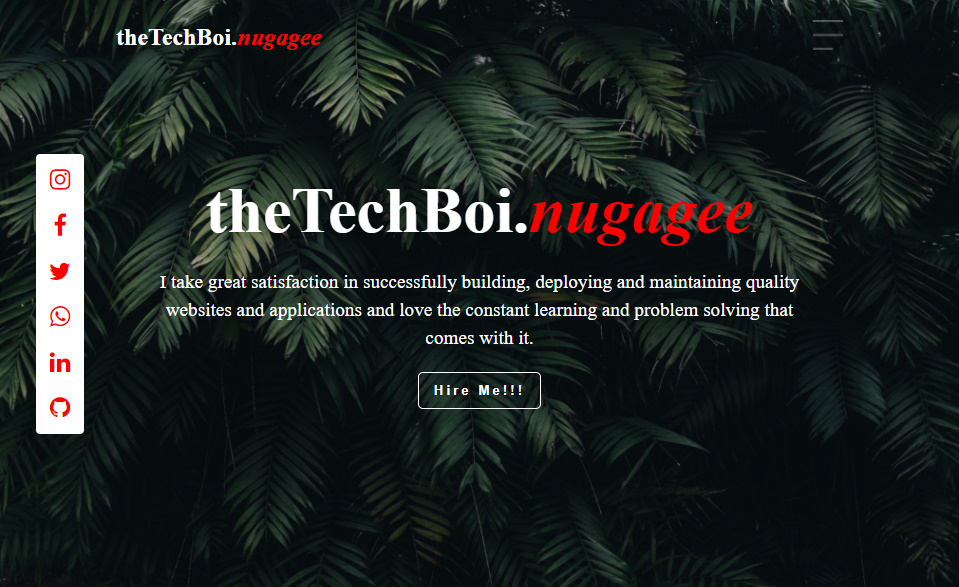 theTechBoi.nugagee
theTechBoi.nugagee
I take great satisfaction in successfully building, deploying and maintaining quality
websites and applications and love the constant learning and problem solving that
comes with it.
Hire Me!!!